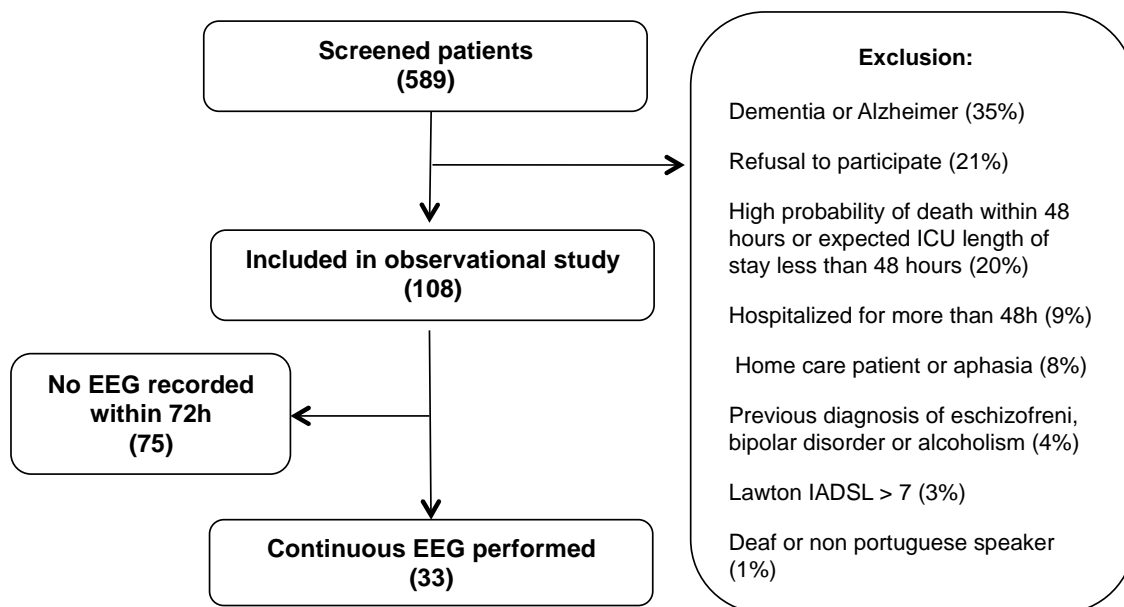 Screened patients
(589)
Exclusion:
Dementia or Alzheimer (35%)
Refusal to participate (21%)
High probability of death within 48
hours or expected ICU length of
stay less than 48 hours (20%)
Hospitalized for more than 48h (9%)
Home care patient or aphasia (8%)
Previous diagnosis of eschizofreni,
bipolar disorder or alcoholism (4%)
Lawton IADSL > 7 (3%)
Deaf or non portuguese speaker
(1%)
Included in observational study
(108)
No EEG recorded
within 72h
(75)
Continuous EEG performed
(33)